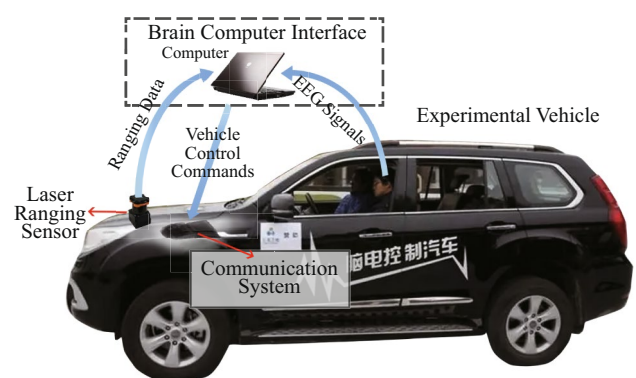 Brain Computer Interface
Computer
Ranging Data
EEG Signals
Vehicle
Control
Commands
Experimental Vehicle
Laser
Ranging
Sensor
脑电控制汽车
Communication
System